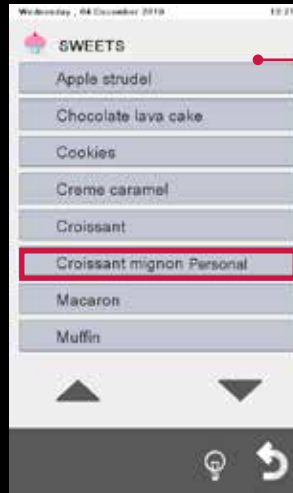 Wednesday , 04 December 2019
SWEETS
Apple strudel
Chocolate lava cake
Cookies
Creme caramel
Croissant
Croissant mignon Personal
Macaron
Muffin